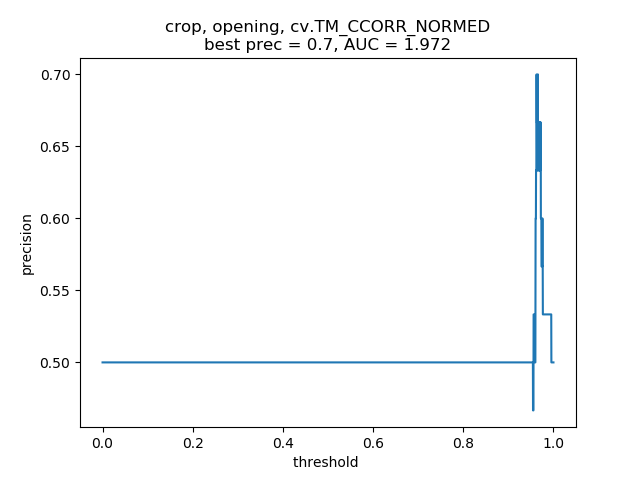 crop, opening, cv.TM_CCORR_NORMED
best prec = 0.7, AUC = 1.972
0.70
0.65
0.60
0.55
0.50
precision
0.0 0.2 0.4 0.6 0.8 1.0
threshold